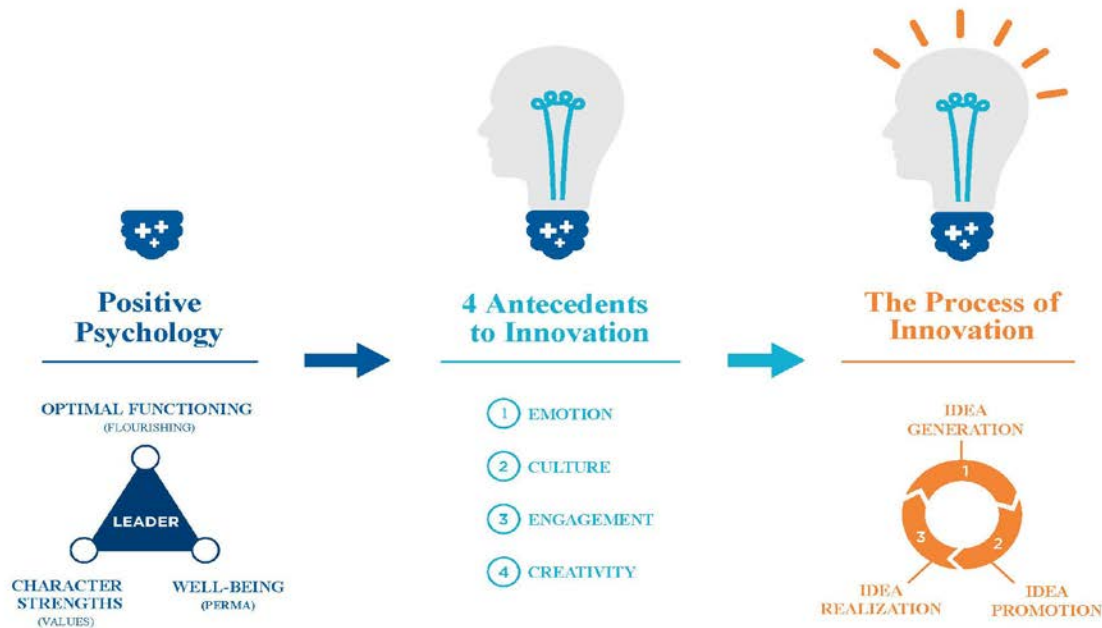 Positive
Psychology
OPTIMAL FUNCTIONING
(FLOURISHING)
LEADER
CHARACTER
STRENGTHS
(VALUES)
WELL-BEING
(PERMA)
4 Antecedents
to Innovation
1 EMOTION
2 CULTURE
3 ENGAGEMENT
4 CREATIVITY
The Process of
Innovation
IDEA
GENERATION
1
2
3
IDEA
REALIZATION
IDEA
PROMOTION